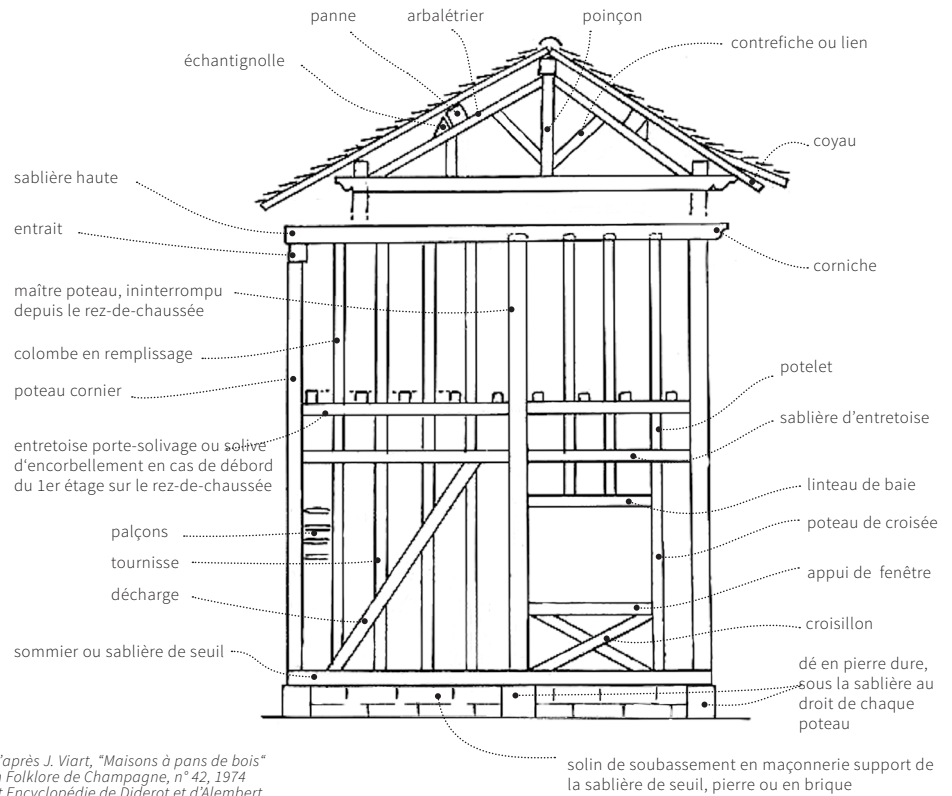 panne
arbalétrier
poinçon
contrefiche ou lien
échantignolle
coyau
sablière haute
entrait
corniche
maître poteau, ininterrompu
depuis le rez-de-chaussée
colombe en remplissage
potelet
poteau cornier
sablière d’entretoise
entretoise porte-solivage ou solive
d‘encorbellement en cas de débord
du 1er étage sur le rez-de-chaussée
linteau de baie
poteau de croisée
palçons
tournisse
appui de fenêtre
décharge
croisillon
sommier ou sablière de seuil
dé en pierre dure,
sous la sablière au
droit de chaque
poteau
solin de soubassement en maçonnerie support de
la sablière de seuil, pierre ou en brique
’après J. Viart, “Maisons à pans de bois“
n Folklore de Champagne, n° 42, 1974
t Encyclopédie de Diderot et d’Alembert